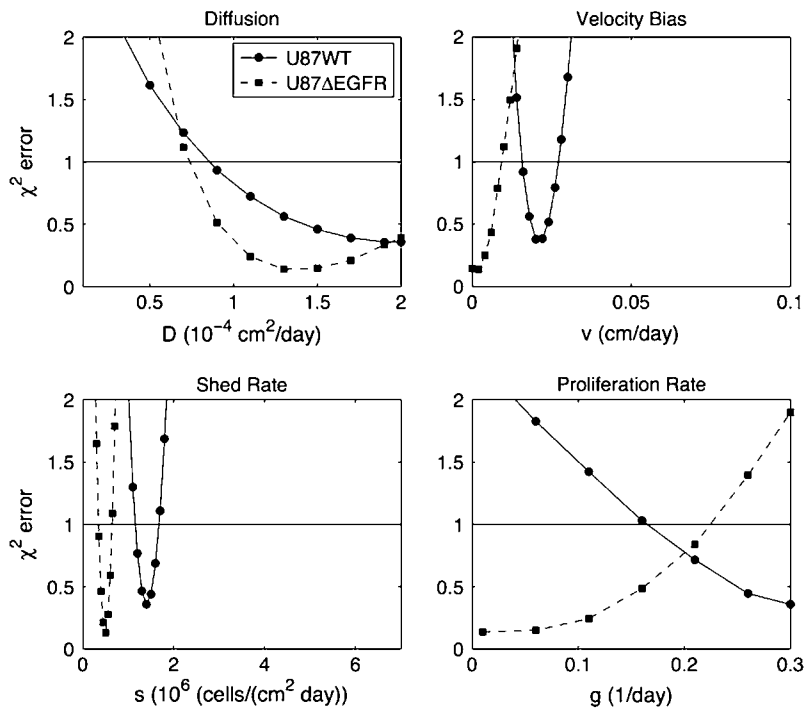 Diffusion
U87WT
U87ΔEGFR
2
1.5
1
0.5
0
χ² error
0.5
1
1.5
2
D (10⁻⁴ cm²/day)
Velocity Bias
2
1.5
1
0.5
0
0
0.05
0.1
v (cm/day)
Shed Rate
2
1.5
1
0.5
0
χ² error
0
2
4
6
s (10⁶ (cells/(cm² day))
Proliferation Rate
2
1.5
1
0.5
0
0
0.1
0.2
0.3
g (1/day)